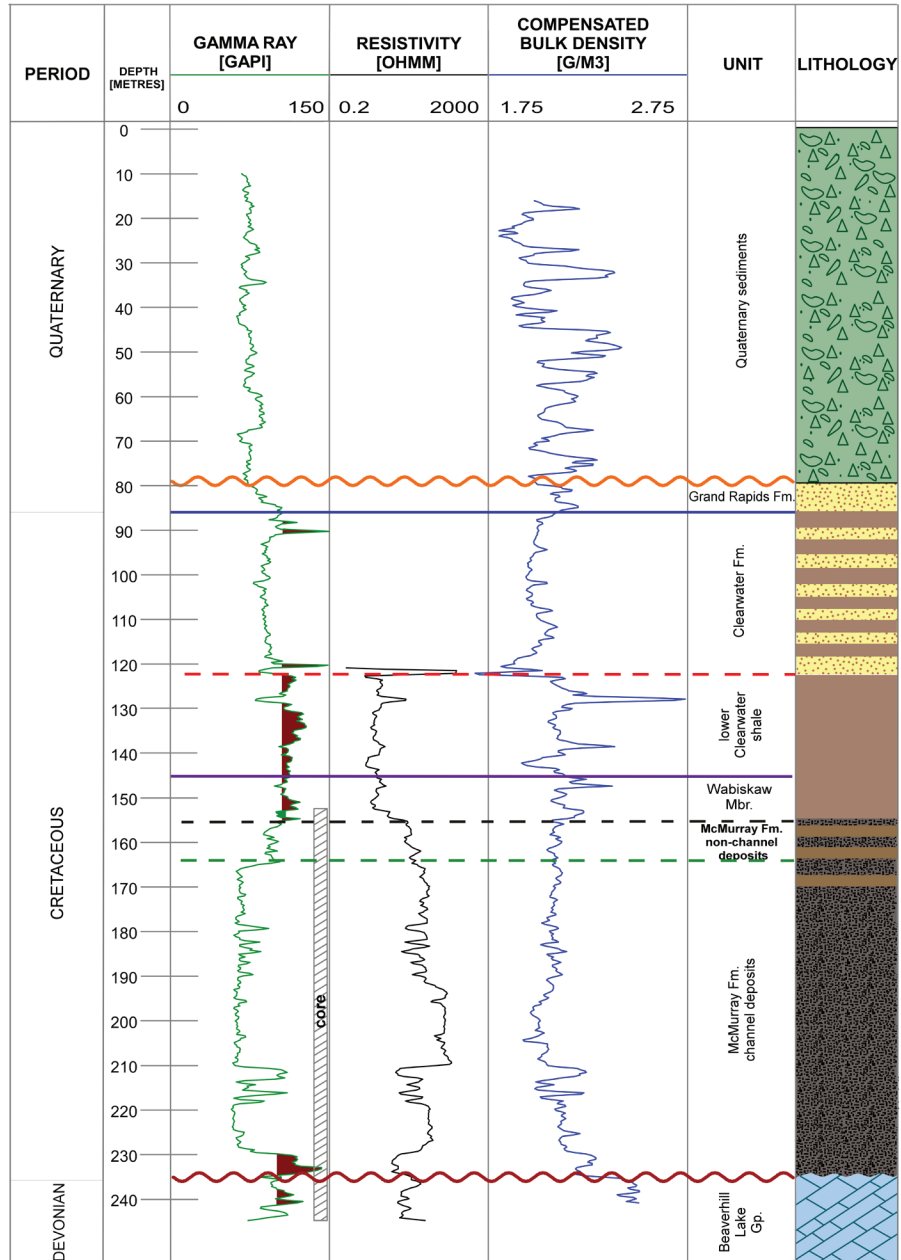 PERIOD
DEPTH
[METRES]
GAMMA RAY
[GAPI]
0 150
RESISTIVITY
[OHMM]
0.2 2000
COMPENSATED
BULK DENSITY
[G/M3]
1.75 2.75
UNIT
LITHOLOGY
QUATERNARY
CRETACEOUS
DEVONIAN
0
10
20
30
40
50
60
70
80
90
100
110
120
130
140
150
160
170
180
190
200
210
220
230
240
core
Quaternary sediments
Grand Rapids Fm.
Clearwater Fm.
lower
Clearwater
shale
Wabiskaw
Mbr.
McMurray Fm.
non-channel
deposits
McMurray Fm.
channel deposits
Beaverhill
Lake
Gp.